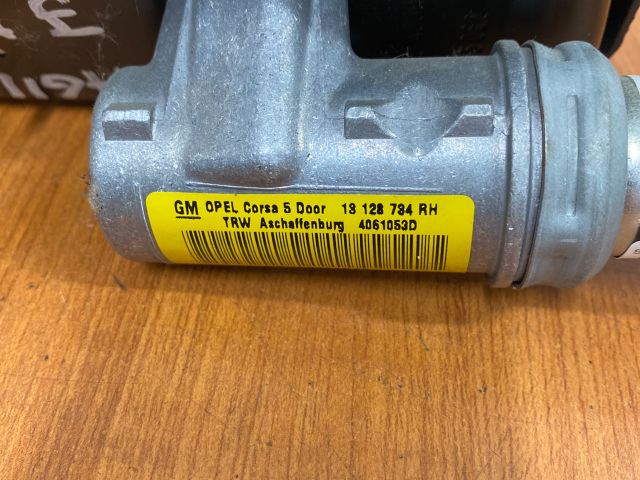 GM OPEL Corsa 5 Door 13 128 734 RH
TRW Aschaffenburg 4061053D